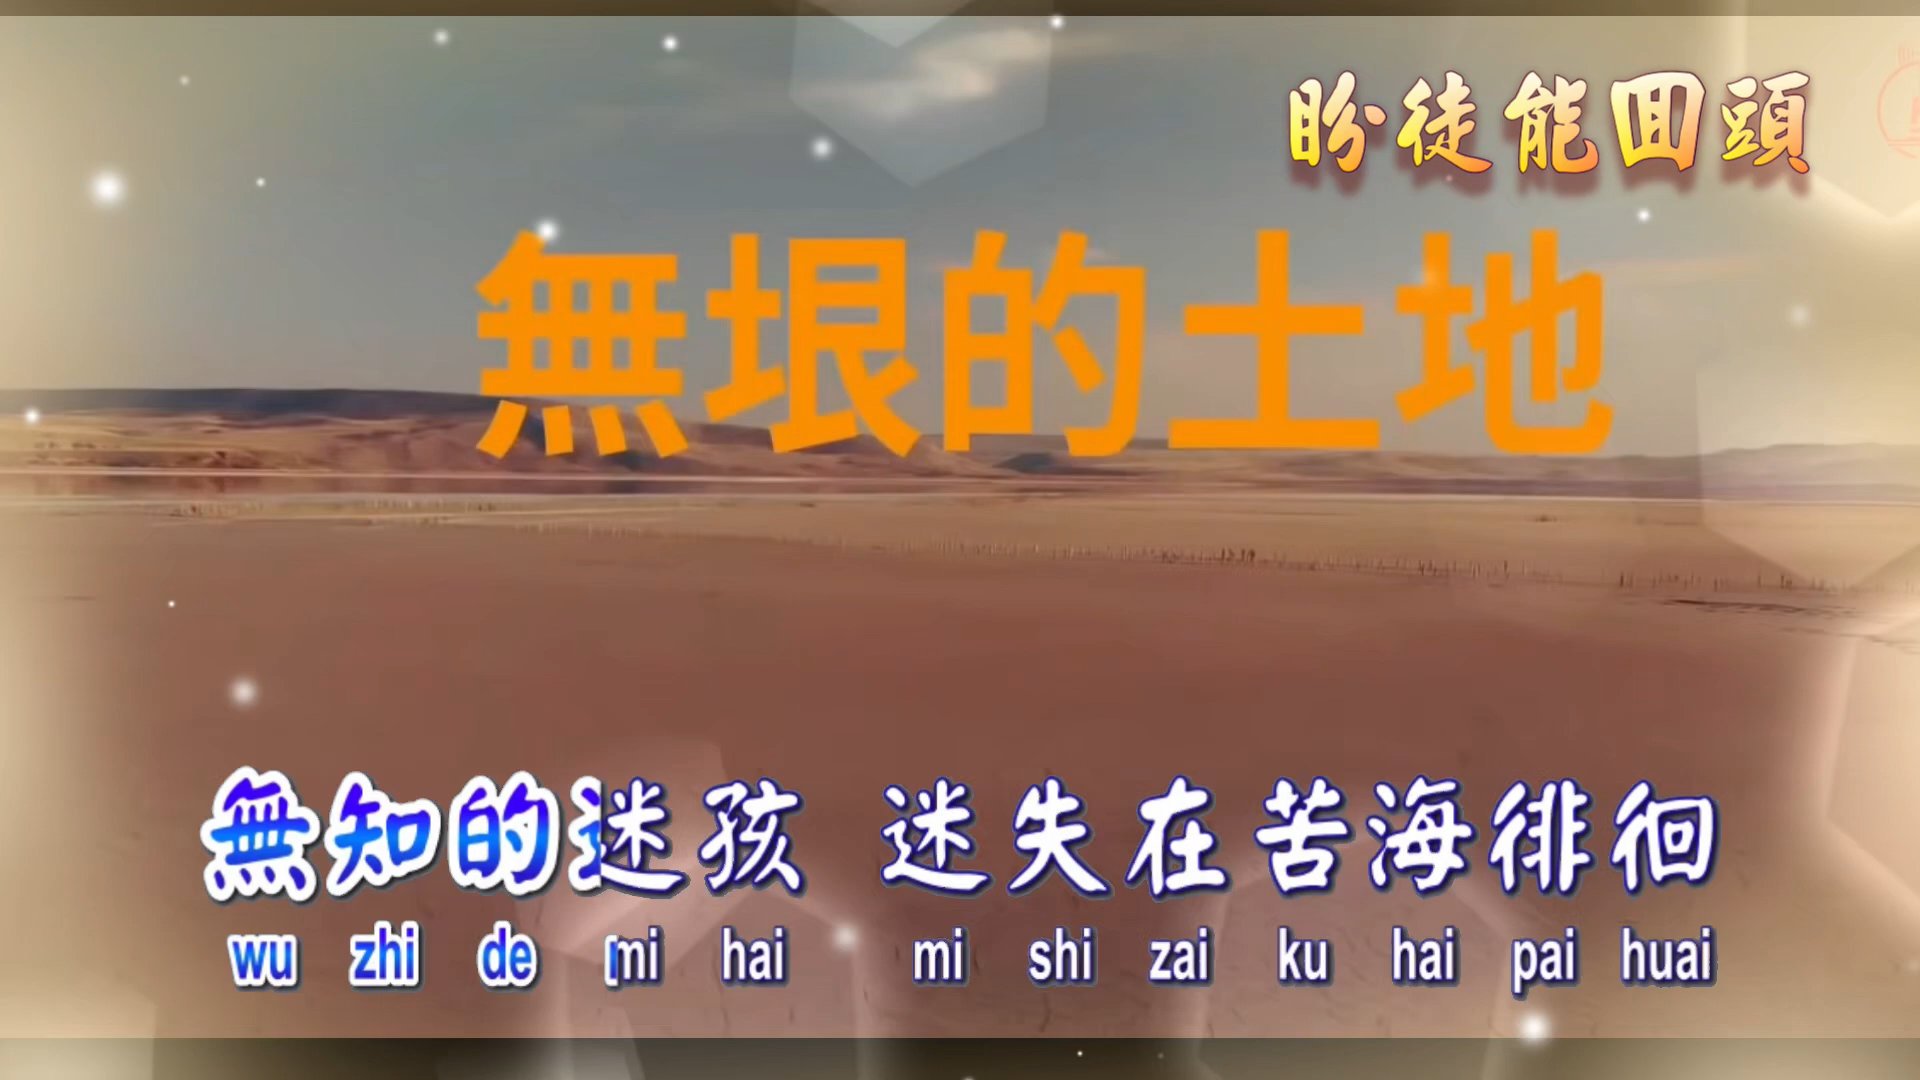 盼徒能回頭
無垠的土地
無知的迷孩 迷失在苦海徘徊
wu zhi de mi hai mi shi zai ku hai pai huai